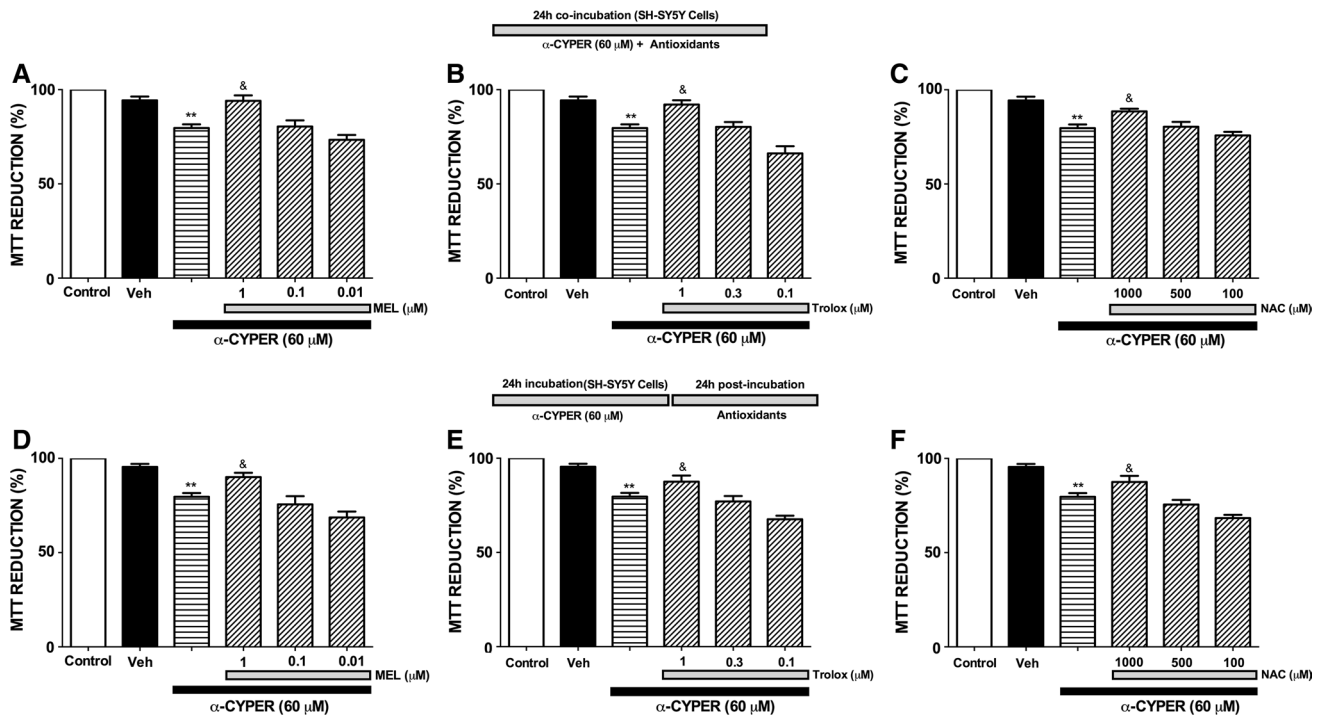 24h co-incubation (SH-SY5Y Cells)
α-CYPER (60 μM) + Antioxidants
A
MTT REDUCTION (%)
100
50
0
**
&
Control Veh - 1 0.1 0.01
MEL (μM)
α-CYPER (60 μM)
B
MTT REDUCTION (%)
100
50
0
**
&
Control Veh - 1 0.3 0.1
Trolox (μM)
α-CYPER (60 μM)
C
MTT REDUCTION (%)
100
50
0
**
&
Control Veh - 1000 500 100
NAC (μM)
α-CYPER (60 μM)
24h incubation(SH-SY5Y Cells) 24h post-incubation
α-CYPER (60 μM) Antioxidants
D
MTT REDUCTION (%)
100
50
0
**
&
Control Veh - 1 0.1 0.01
MEL (μM)
α-CYPER (60 μM)
E
MTT REDUCTION (%)
100
50
0
**
&
Control Veh - 1 0.3 0.1
Trolox (μM)
α-CYPER (60 μM)
F
MTT REDUCTION (%)
100
50
0
**
&
Control Veh - 1000 500 100
NAC (μM)
α-CYPER (60 μM)